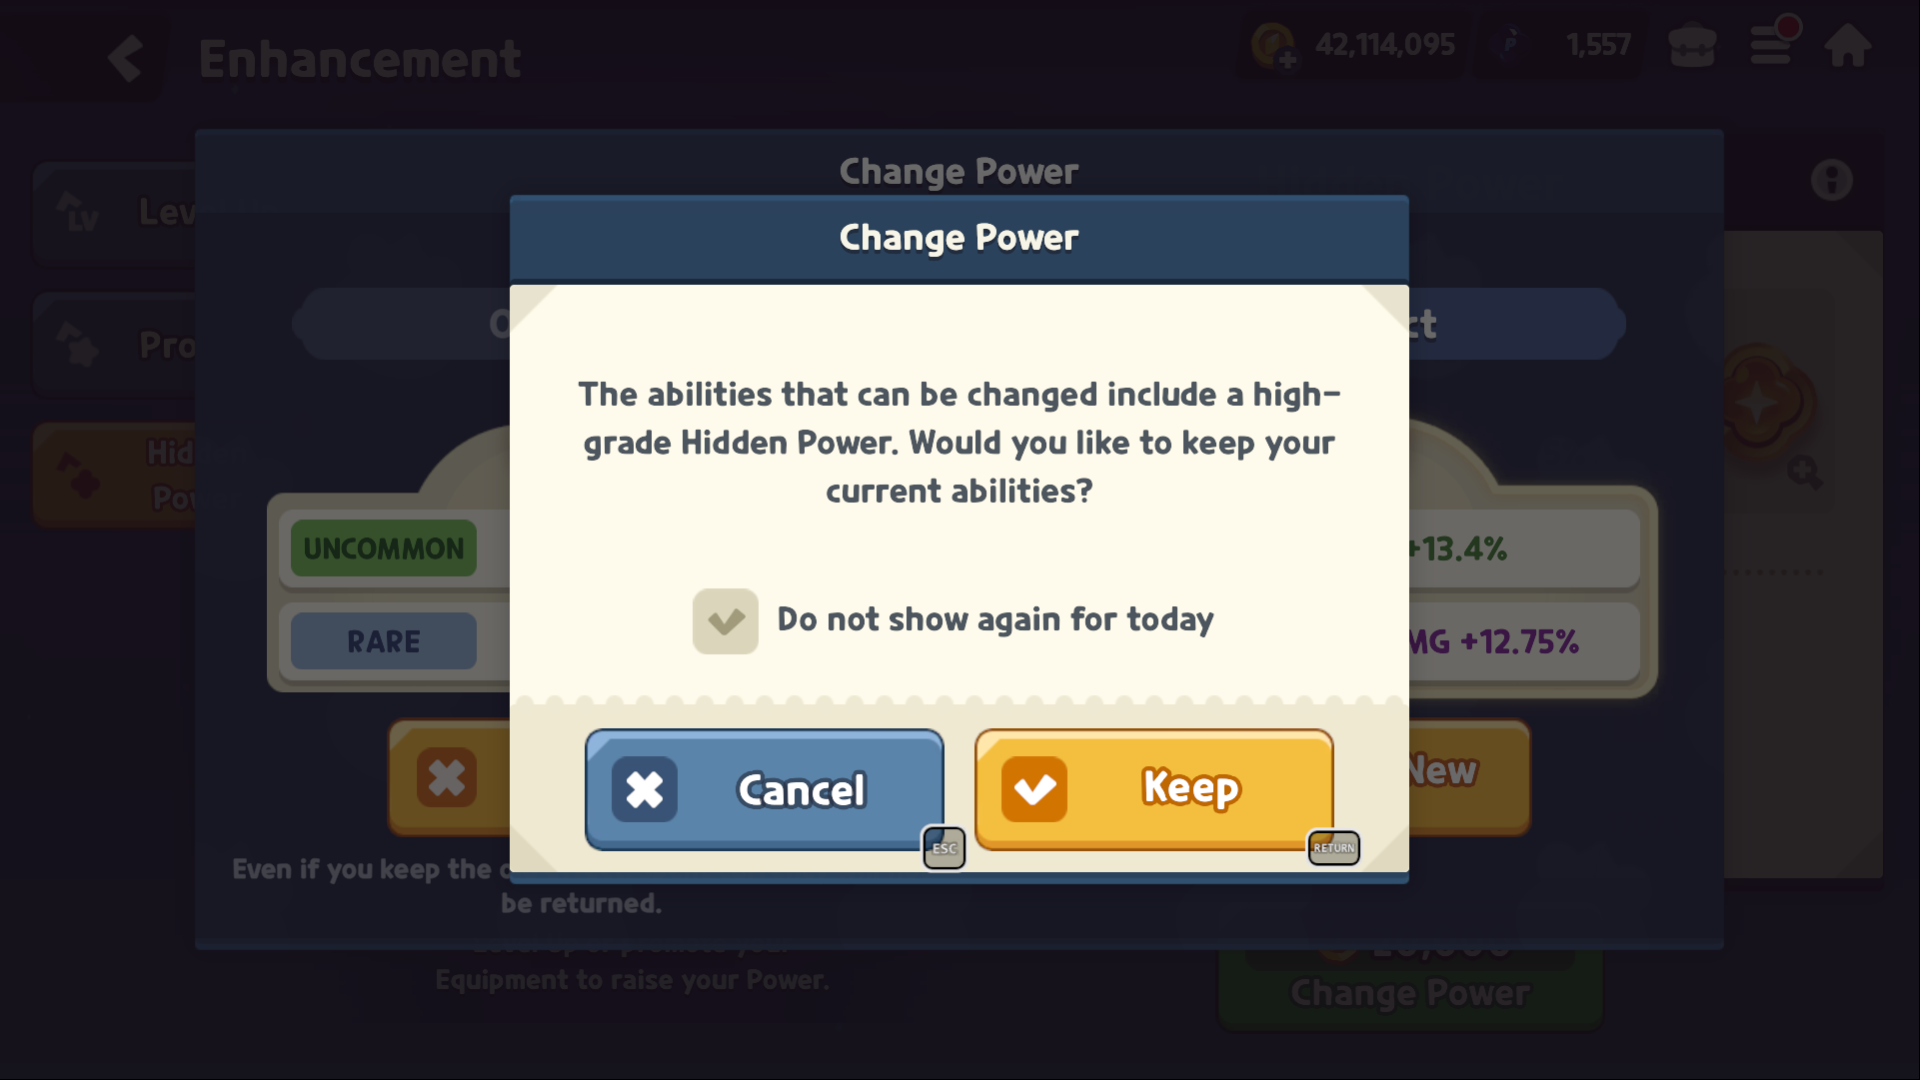 Enhancement
42,114,095
1,557
Change Power
Change Power
The abilities that can be changed include a high-
grade Hidden Power. Would you like to keep your
current abilities?
UNCOMMON
+13.4%
RARE
+12.75%
Do not show again for today
Cancel
ESC
Keep
RETURN
New
Even if you keep the
be returned.
Equipment to raise your Power.
Change Power